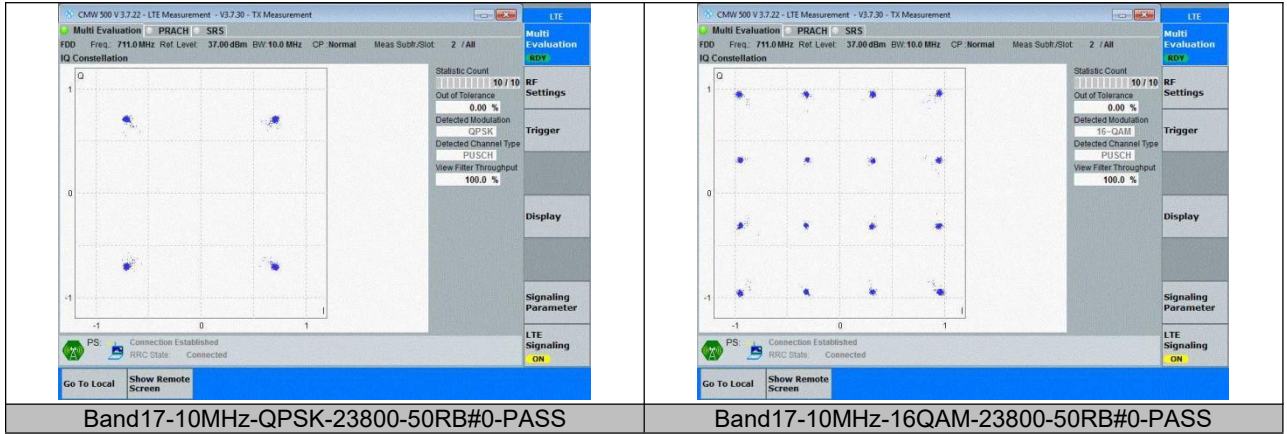 CMW 500 V 3.7.22 - LTE Measurement - V3.7.30 - TX Measurement
LTE
Multi Evaluation PRACH SRS
Multi Evaluation
RDY
FDD Freq.: 711.0 MHz Ref. Level: 37.00 dBm BW: 10.0 MHz CP: Normal Meas Subfr./Slot: 2 / All
IQ Constellation
Q
1
0
-1
-1 0 1
I
Statistic Count
10 / 10
Out of Tolerance
0.00 %
Detected Modulation
QPSK
Detected Channel Type
PUSCH
View Filter Throughput
100.0 %
RF
Settings
Trigger
Display
Signaling
Parameter
LTE
Signaling
ON
PS:
Connection Established
RRC State: Connected
Go To Local
Show Remote
Screen
Band17-10MHz-QPSK-23800-50RB#0-PASS
CMW 500 V 3.7.22 - LTE Measurement - V3.7.30 - TX Measurement
LTE
Multi Evaluation PRACH SRS
Multi Evaluation
RDY
FDD Freq.: 711.0 MHz Ref. Level: 37.00 dBm BW: 10.0 MHz CP: Normal Meas Subfr./Slot: 2 / All
IQ Constellation
Q
1
0
-1
-1 0 1
I
Statistic Count
10 / 10
Out of Tolerance
0.00 %
Detected Modulation
16-QAM
Detected Channel Type
PUSCH
View Filter Throughput
100.0 %
RF
Settings
Trigger
Display
Signaling
Parameter
LTE
Signaling
ON
PS:
Connection Established
RRC State: Connected
Go To Local
Show Remote
Screen
Band17-10MHz-16QAM-23800-50RB#0-PASS